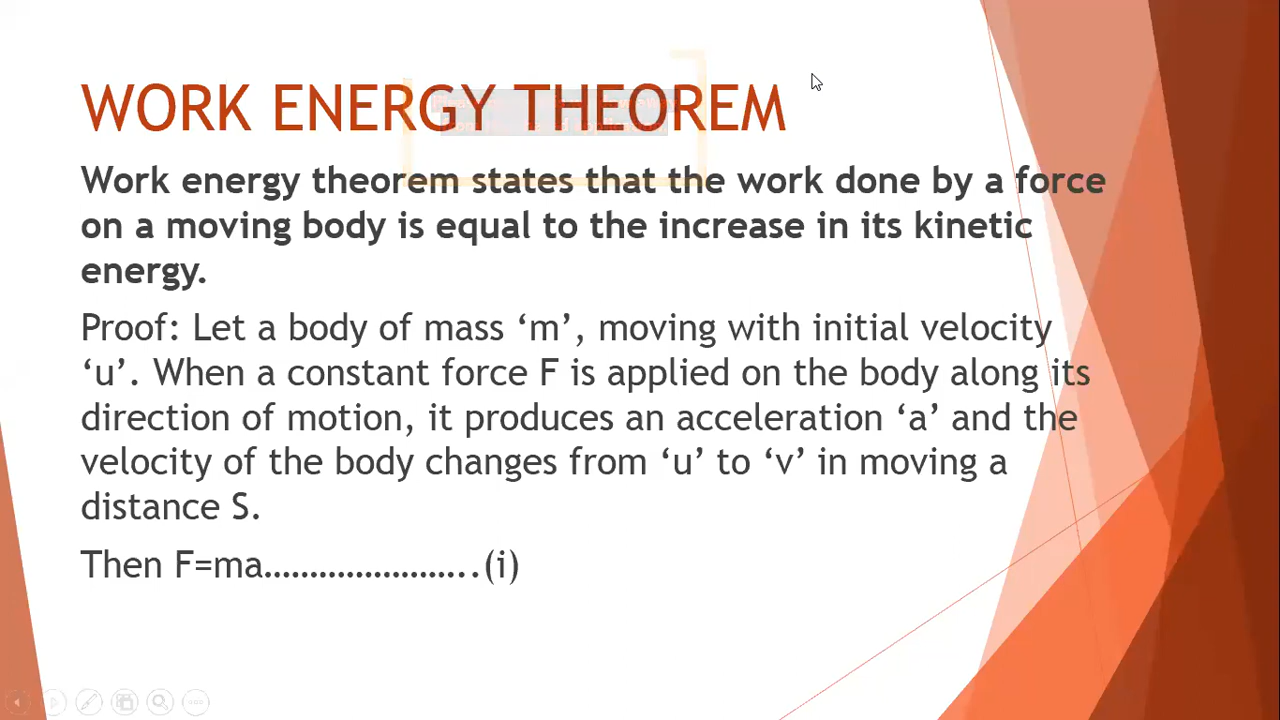 WORK ENERGY THEOREM
Work energy theorem states that the work done by a force
on a moving body is equal to the increase in its kinetic
energy.
Proof: Let a body of mass ‘m’, moving with initial velocity
‘u’. When a constant force F is applied on the body along its
direction of motion, it produces an acceleration ‘a’ and the
velocity of the body changes from ‘u’ to ‘v’ in moving a
distance S.
Then F=ma…………………..(i)